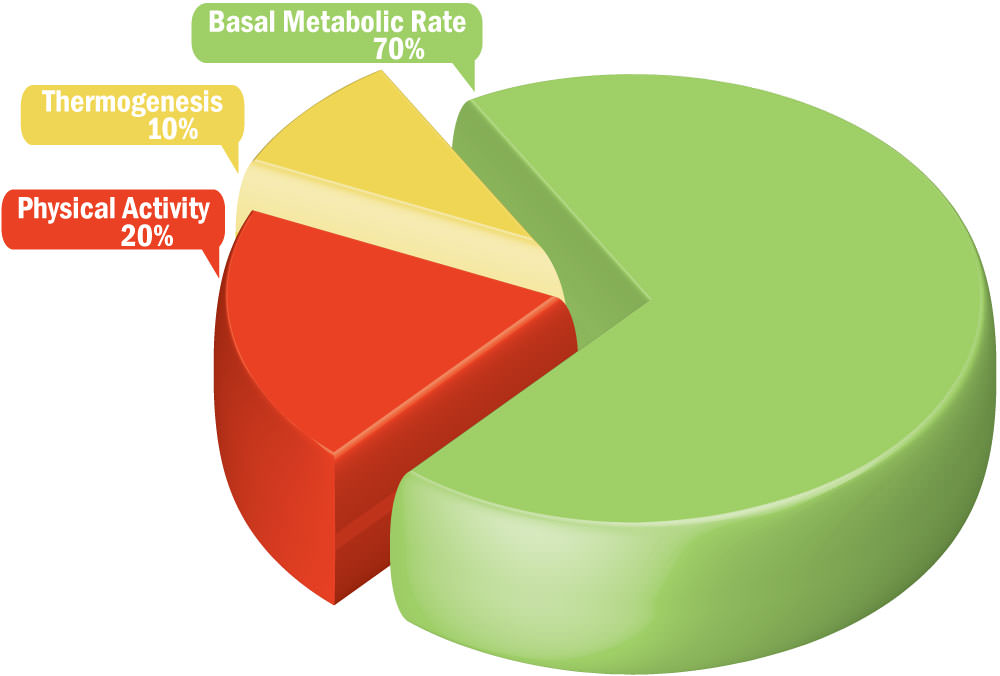 Basal Metabolic Rate
70%
Thermogenesis
10%
Physical Activity
20%